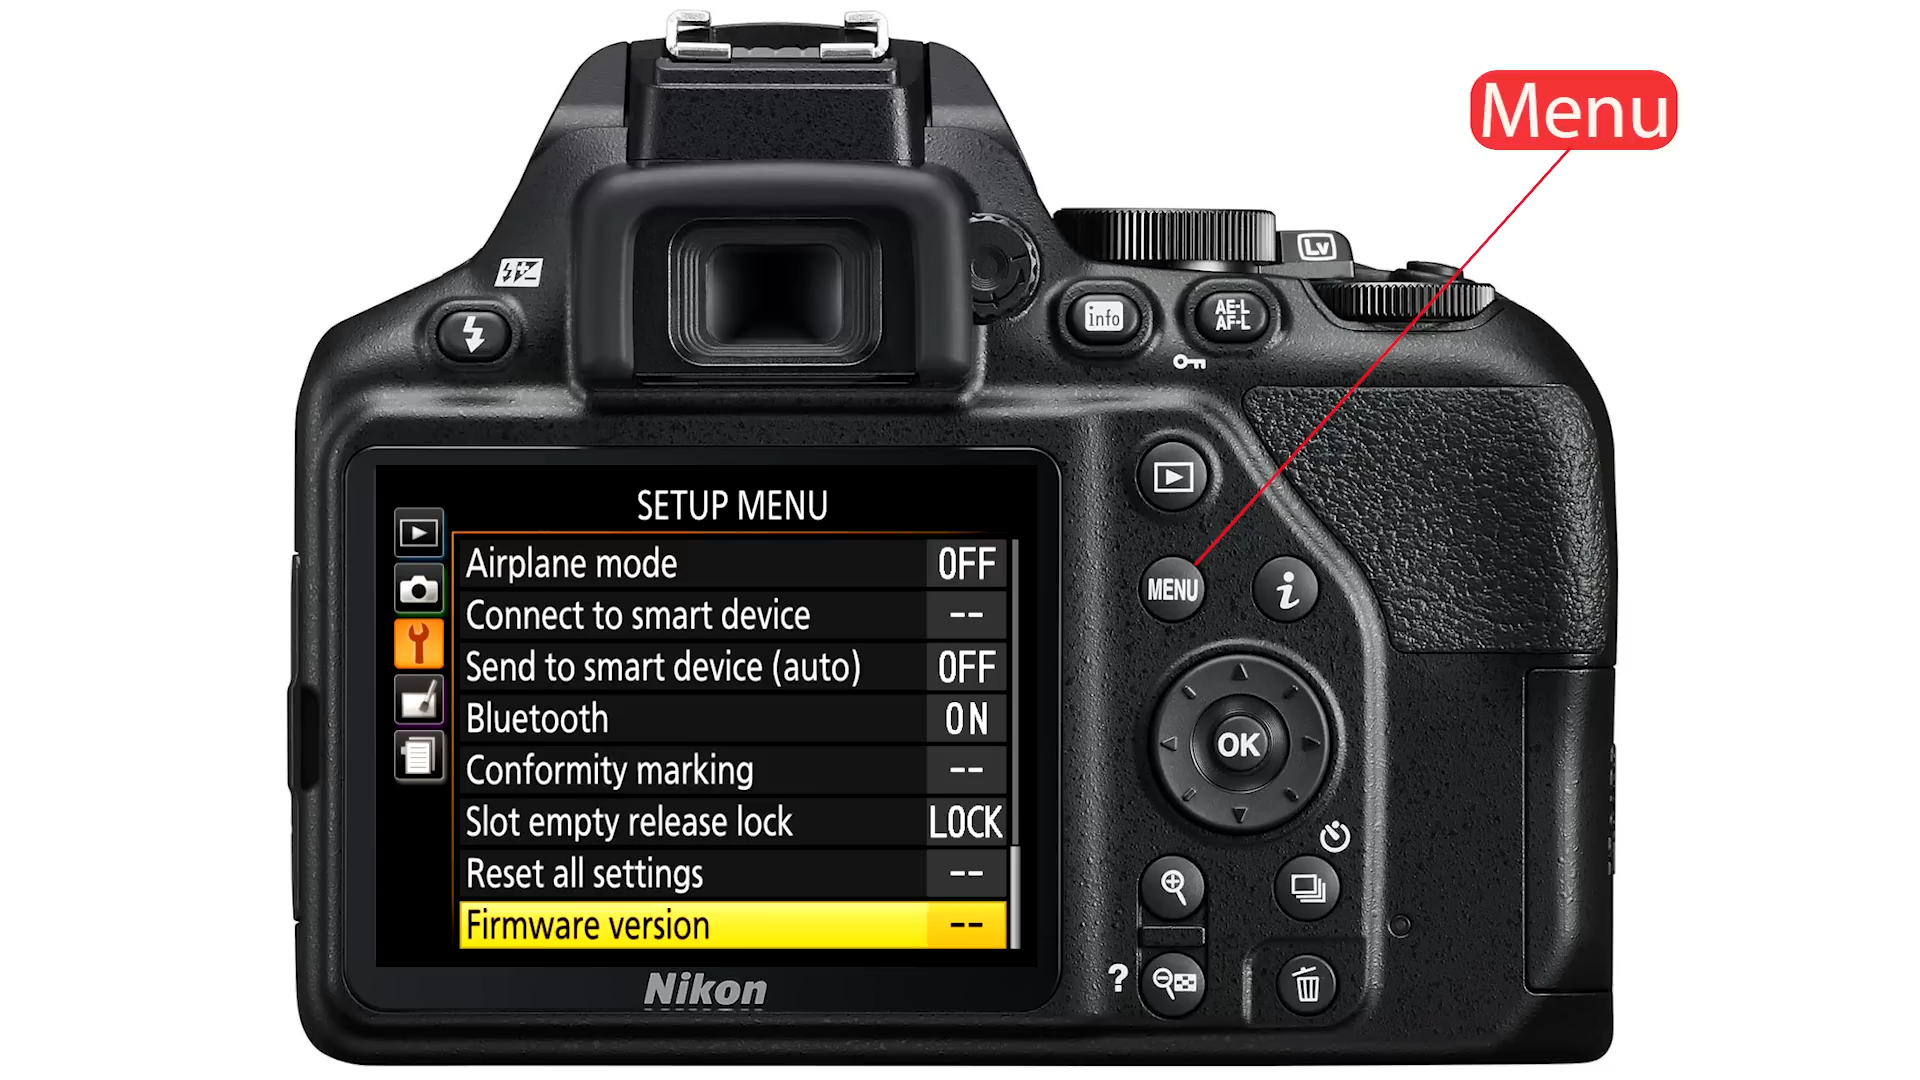 Menu
Lv
info
AE-L
AF-L
SETUP MENU
Airplane mode OFF
Connect to smart device --
Send to smart device (auto) OFF
Bluetooth ON
Conformity marking --
Slot empty release lock LOCK
Reset all settings --
Firmware version --
MENU
i
OK
?
Nikon